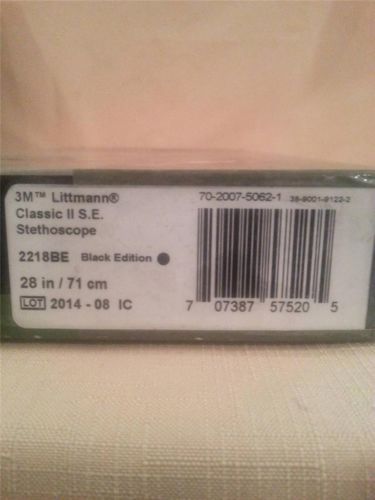 3M™ Littmann®
Classic II S.E.
Stethoscope
2218BE Black Edition
28 in / 71 cm
LOT 2014 - 08 IC
70-2007-5062-1 38-9001-9122-2
7 07387 57520 5